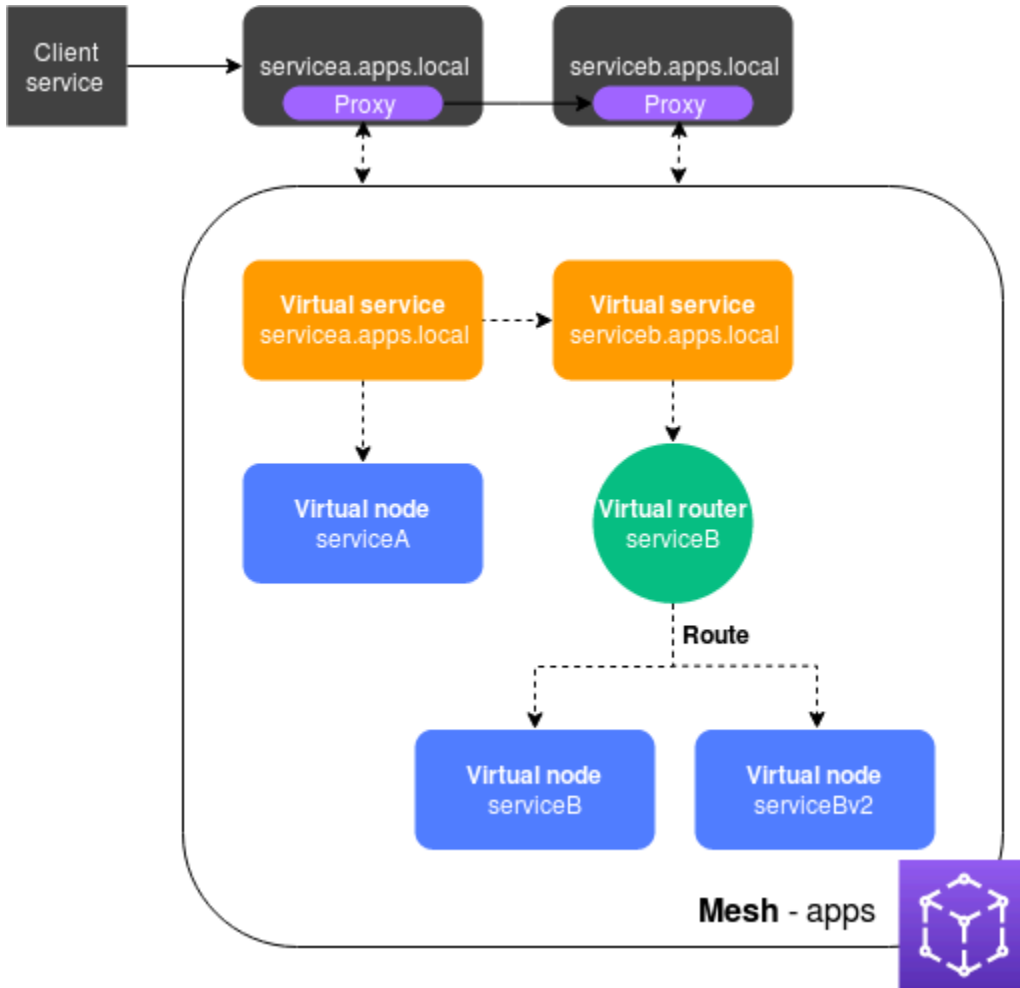 Client
service
servicea.apps.local
Proxy
serviceb.apps.local
Proxy
Virtual service
servicea.apps.local
Virtual service
serviceb.apps.local
Virtual node
serviceA
Virtual router
serviceB
Route
Virtual node
serviceB
Virtual node
serviceBv2
Mesh - apps